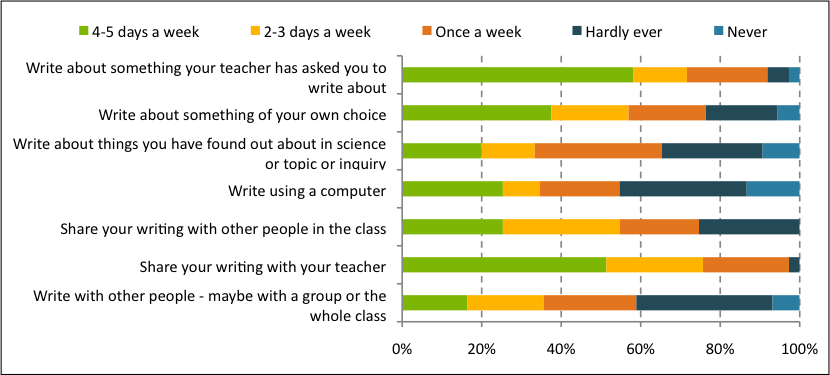 4-5 days a week 2-3 days a week Once a week Hardly ever Never
Write about something your teacher has asked you to
write about
Write about something of your own choice
Write about things you have found out about in science
or topic or inquiry
Write using a computer
Share your writing with other people in the class
Share your writing with your teacher
Write with other people - maybe with a group or the
whole class
0% 20% 40% 60% 80% 100%